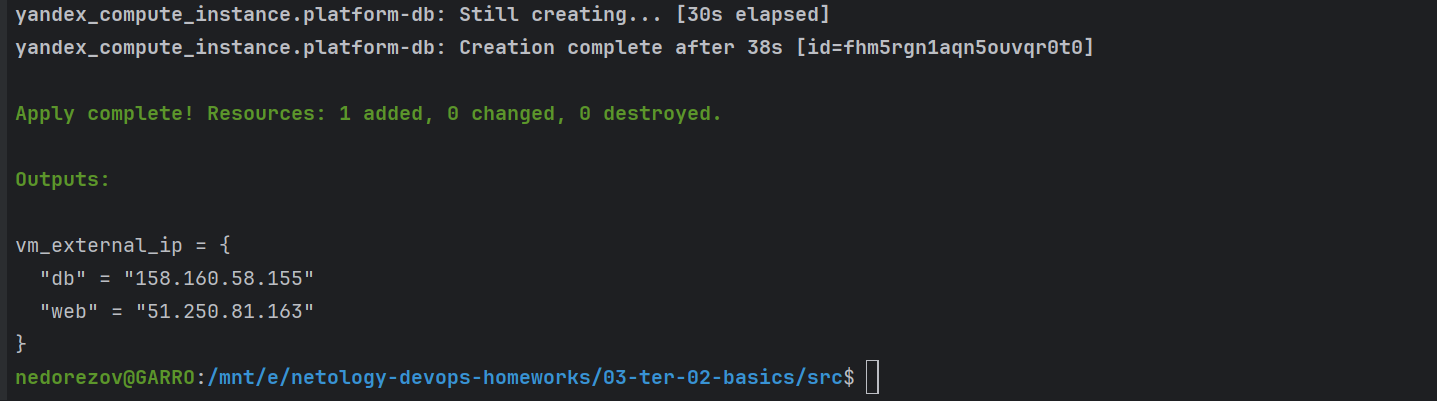 yandex_compute_instance.platform-db: Still creating... [30s elapsed]
yandex_compute_instance.platform-db: Creation complete after 38s [id=fhm5rgn1aqn5ouvqr0t0]
Apply complete! Resources: 1 added, 0 changed, 0 destroyed.
Outputs:
vm_external_ip = {
  "db" = "158.160.58.155"
  "web" = "51.250.81.163"
}
nedorezov@GARRO:/mnt/e/netology-devops-homeworks/03-ter-02-basics/src$